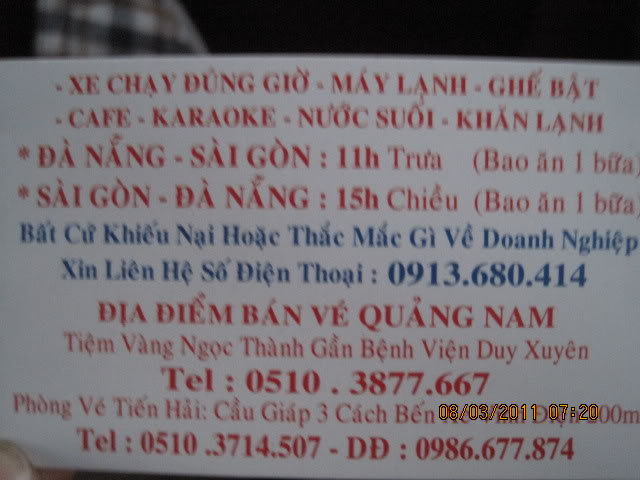 - XE CHẠY ĐÚNG GIỜ - MÁY LẠNH - GHẾ BẬT
- CAFE - KARAOKE - NƯỚC SUỐI - KHĂN LẠNH
* ĐÀ NẴNG - SÀI GÒN : 11h Trưa (Bao ăn 1 bữa)
* SÀI GÒN - ĐÀ NẴNG : 15h Chiều (Bao ăn 1 bữa
Bất Cứ Khiếu Nại Hoặc Thắc Mắc Gì Về Doanh Nghiệp
Xin Liên Hệ Số Điện Thoại : 0913.680.414
ĐỊA ĐIỂM BÁN VÉ QUẢNG NAM
Tiệm Vàng Ngọc Thành Gần Bệnh Viện Duy Xuyên
Tel : 0510 . 3877.667
Phòng Vé Tiến Hải: Cầu Giáp 3 Cách Bến 200m
08/03/2011 07:20
Tel : 0510 .3714.507 - DĐ : 0986.677.874